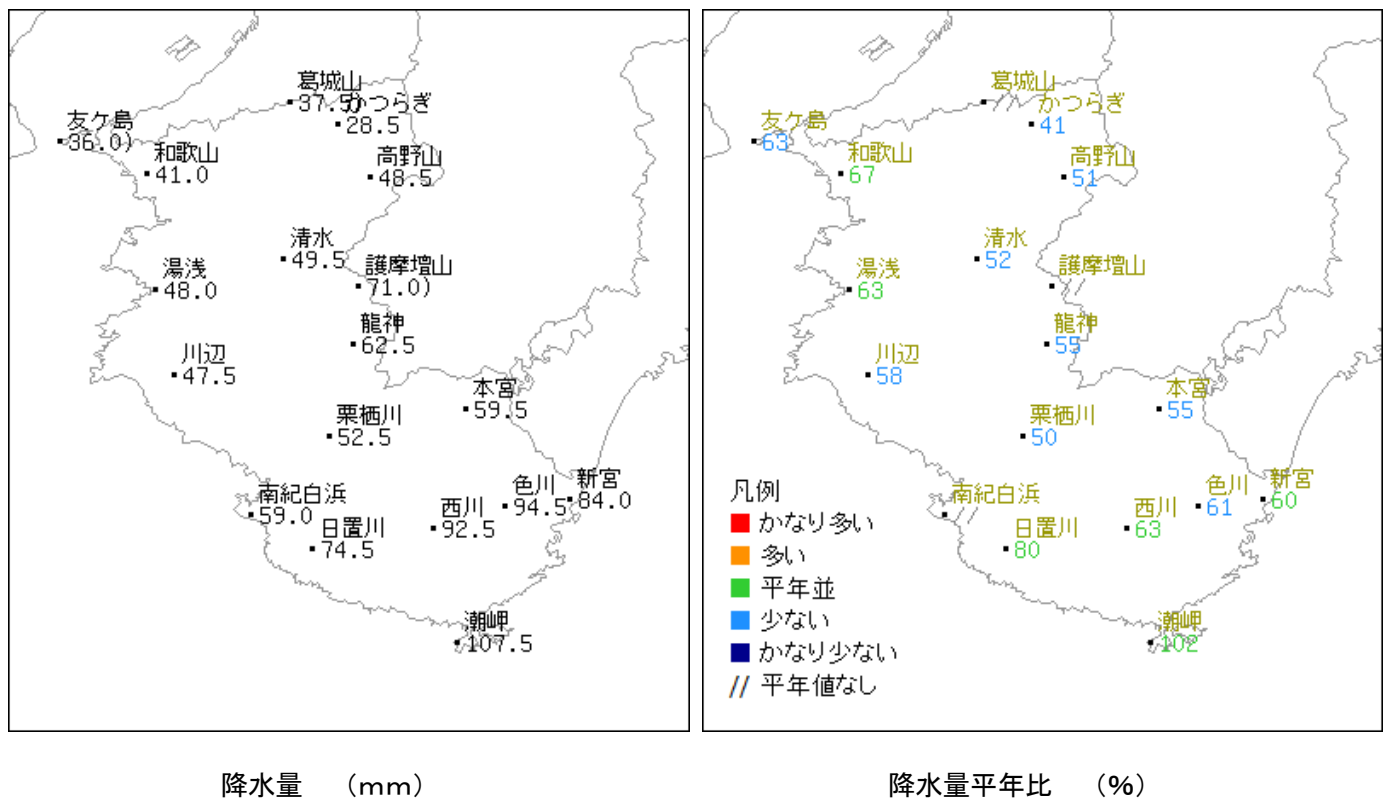 葛城山
37.5)
かつらぎ
28.5
友ケ島
36.0)
和歌山
41.0
高野山
48.5
清水
49.5
湯浅
48.0
護摩壇山
71.0)
龍神
62.5
川辺
47.5
本宮
59.5
栗栖川
52.5
南紀白浜
59.0
日置川
74.5
西川
92.5
色川
94.5
新宮
84.0
潮岬
107.5
降水量 (mm)
葛城山
//
かつらぎ
41
友ケ島
63
和歌山
67
高野山
51
清水
52
湯浅
63
護摩壇山
//
龍神
55
川辺
58
本宮
55
栗栖川
50
南紀白浜
//
日置川
80
西川
63
色川
61
新宮
60
潮岬
102
凡例
かなり多い
多い
平年並
少ない
かなり少ない
// 平年値なし
降水量平年比 (%)